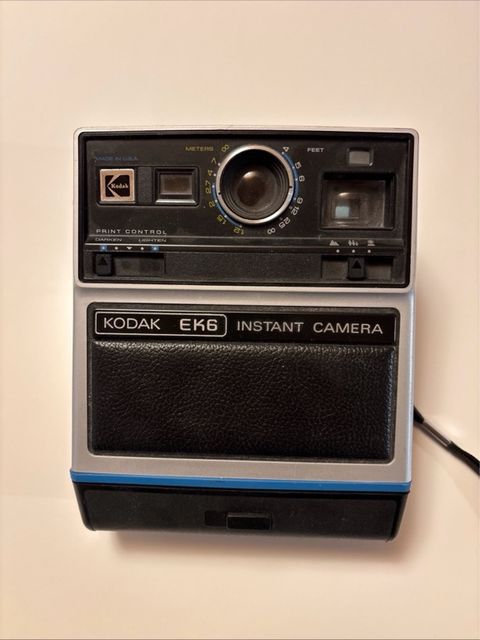 MADE IN U.S.A.
METERS
FEET
Kodak
PRINT CONTROL
DARKEN LIGHTEN
KODAK EK6 INSTANT CAMERA